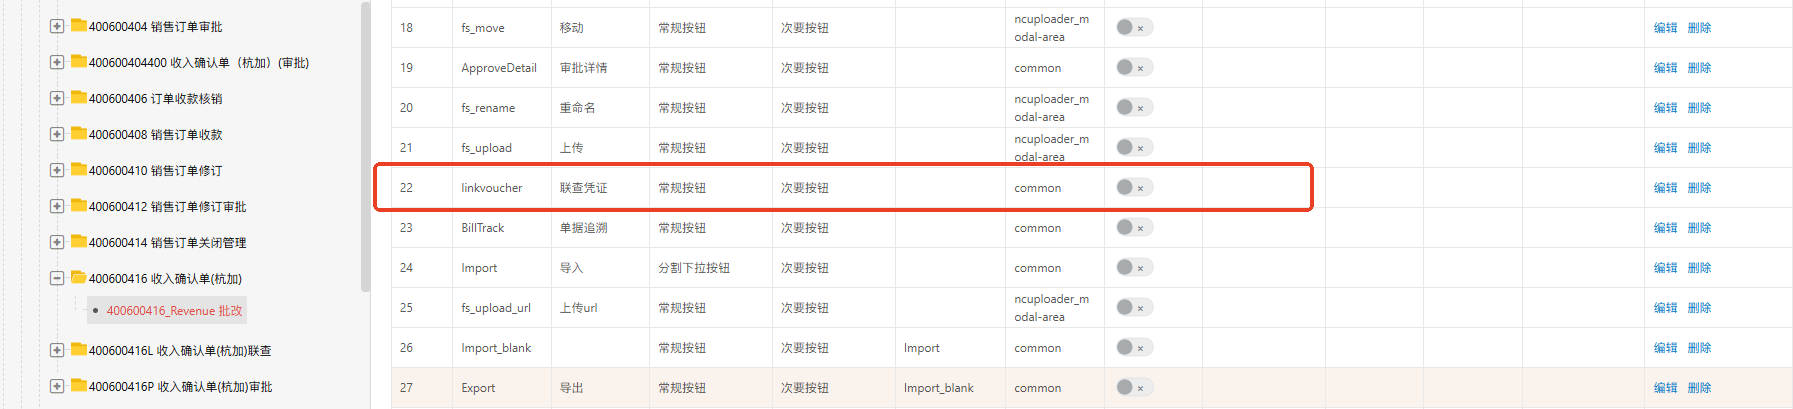 400600404 销售订单审批
400600404400 收入确认单（杭加）(审批)
400600406 订单收款核销
400600408 销售订单收款
400600410 销售订单修订
400600412 销售订单修订审批
400600414 销售订单关闭管理
400600416 收入确认单(杭加)
400600416_Revenue 批改
400600416L 收入确认单(杭加)联查
400600416P 收入确认单(杭加)审批
18 fs_move 移动 常规按钮 次要按钮 ncuploader_m
odal-area 编辑 删除
19 ApproveDetail 审批详情 常规按钮 次要按钮 common 编辑 删除
20 fs_rename 重命名 常规按钮 次要按钮 ncuploader_m
odal-area 编辑 删除
21 fs_upload 上传 常规按钮 次要按钮 ncuploader_m
odal-area 编辑 删除
22 linkvoucher 联查凭证 常规按钮 次要按钮 common 编辑 删除
23 BillTrack 单据追溯 常规按钮 次要按钮 common 编辑 删除
24 Import 导入 分割下拉按钮 次要按钮 common 编辑 删除
25 fs_upload_url 上传url 常规按钮 次要按钮 ncuploader_m
odal-area 编辑 删除
26 Import_blank 常规按钮 次要按钮 Import common 编辑 删除
27 Export 导出 常规按钮 次要按钮 Import_blank common 编辑 删除